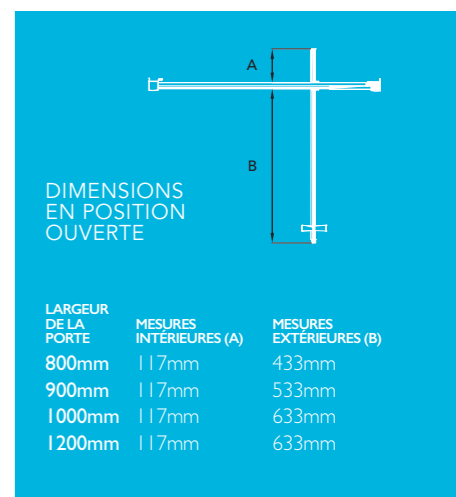 A
B
DIMENSIONS
EN POSITION
OUVERTE
LARGEUR
DE LA
PORTE
MESURES
INTÉRIEURES (A)
MESURES
EXTÉRIEURES (B)
800mm 117mm 433mm
900mm 117mm 533mm
1000mm 117mm 633mm
1200mm 117mm 633mm